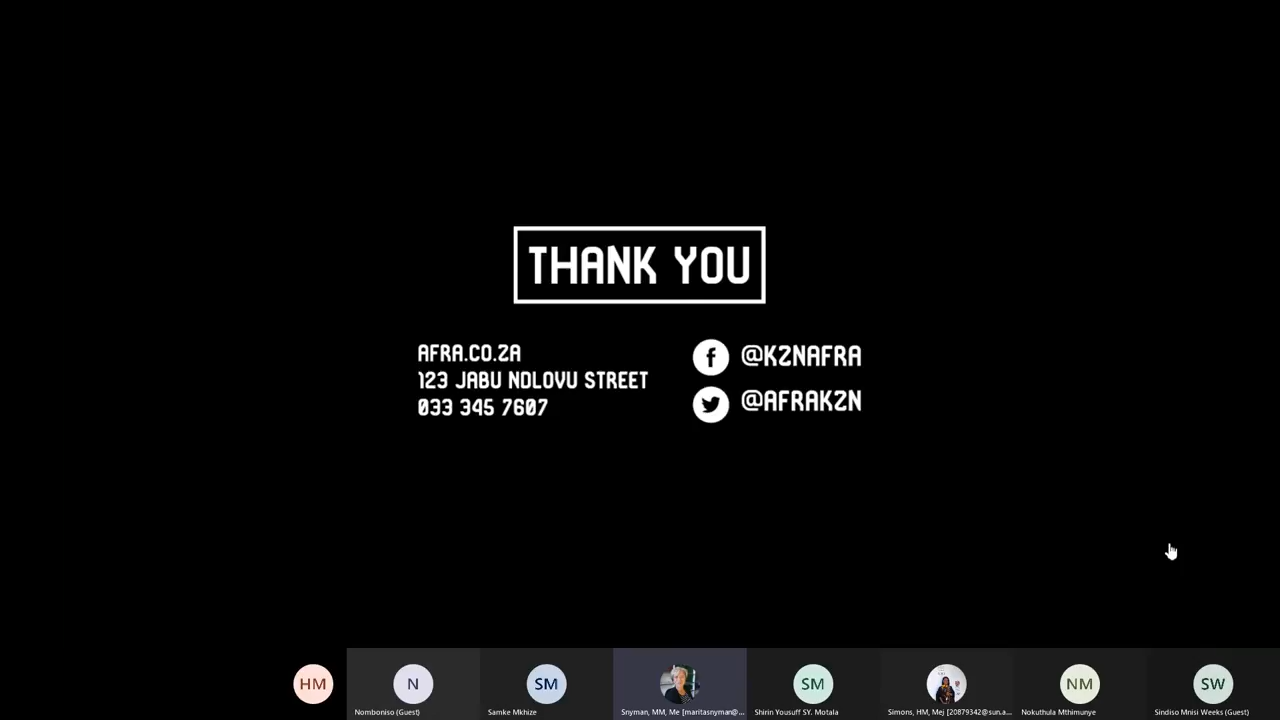 THANK YOU
AFRA.CO.ZA
123 JABU NDLOVU STREET
033 345 7607
@KZNAFRA
@AFRAKZN
HM
N
SM
SM
NM
SW
Nomboniso (Guest)
Samke Mkhize
Snyman, MM, Me [maritasnyman@...
Shirin Yousuff SY. Motala
Simons, HM, Mej [20879342@sun.a...
Nokuthula Mthimunye
Sindiso Mnisi Weeks (Guest)